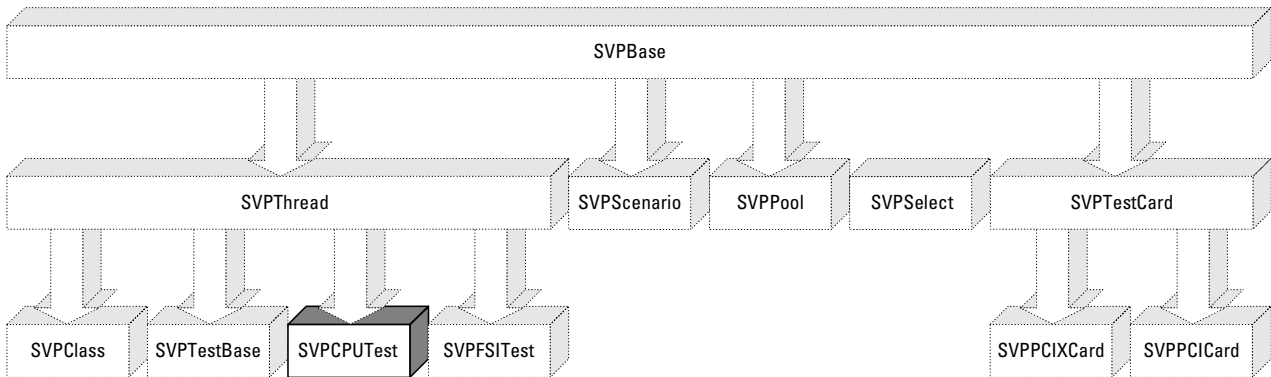 SVPBase
SVPThread
SVPScenario
SVPPool
SVPSelect
SVPTestCard
SVPClass
SVPTestBase
SVPCPUTest
SVPFSITest
SVPPCIXCard
SVPPCICard